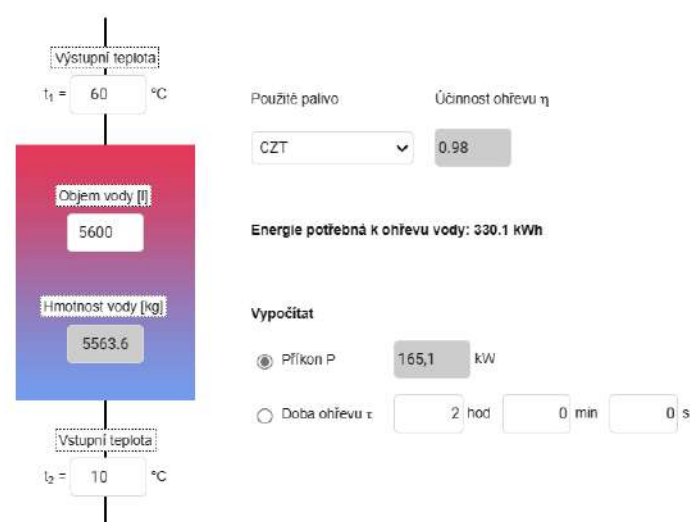 Výstupní teplota
t₁ = 60 °C
Použité palivo Účinnost ohřevu η
CZT 0.98
Objem vody [l]
5600
Energie potřebná k ohřevu vody: 330.1 kWh
Hmotnost vody [kg]
5563.6
Vypočítat
Příkon P 165,1 kW
Doba ohřevu τ 2 hod 0 min 0 s
Vstupní teplota
t₂ = 10 °C